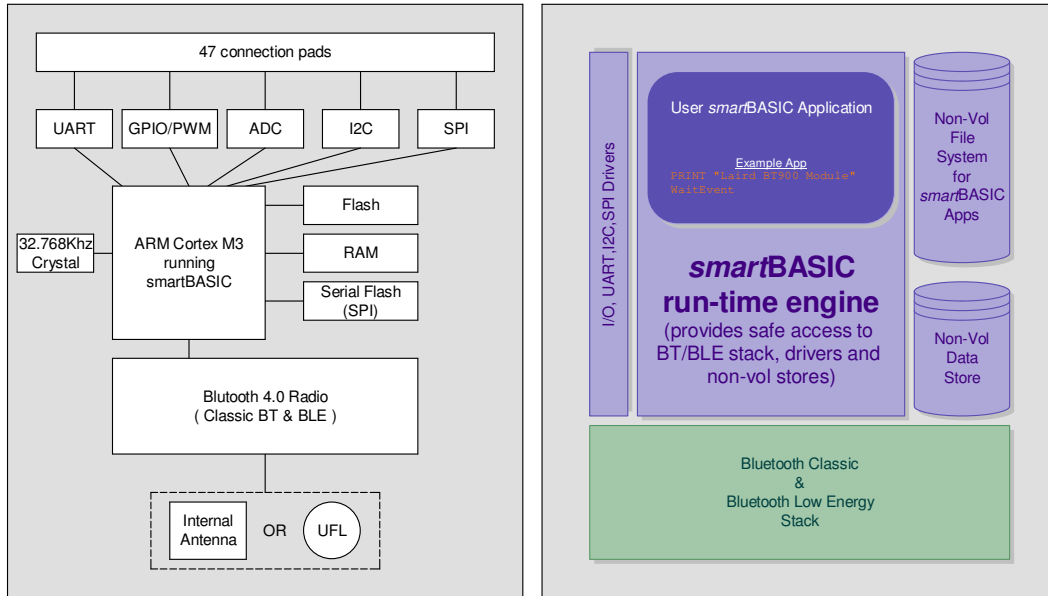 47 connection pads
UART
GPIO/PWM
ADC
I2C
SPI
Flash
32.768Khz
Crystal
ARM Cortex M3
running
smartBASIC
RAM
Serial Flash
(SPI)
Blutooth 4.0 Radio
( Classic BT & BLE )
Internal
Antenna
OR
UFL
I/O, UART,I2C,SPI Drivers
User smartBASIC Application
Example App
PRINT "Laird BT900 Module"
WaitEvent
smartBASIC
run-time engine
(provides safe access to
BT/BLE stack, drivers and
non-vol stores)
Non-Vol
File
System
for
smartBASIC
Apps
Non-Vol
Data
Store
Bluetooth Classic
&
Bluetooth Low Energy
Stack